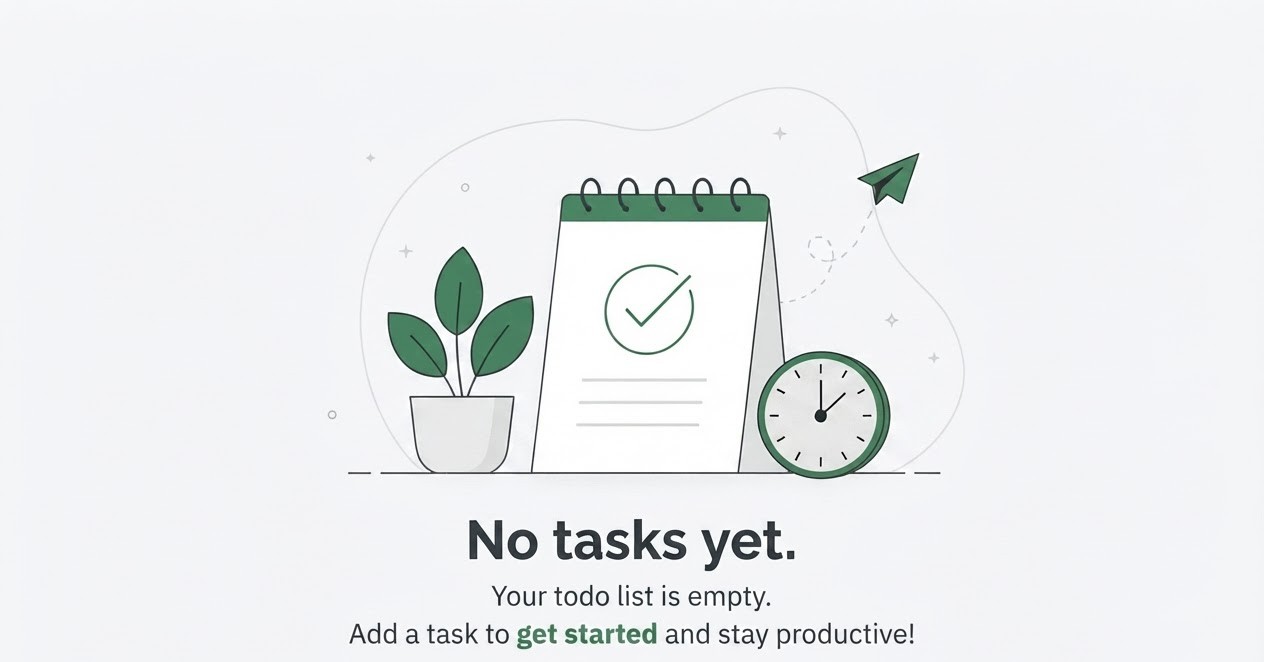 No tasks yet.
Your todo list is empty.
Add a task to get started and stay productive!